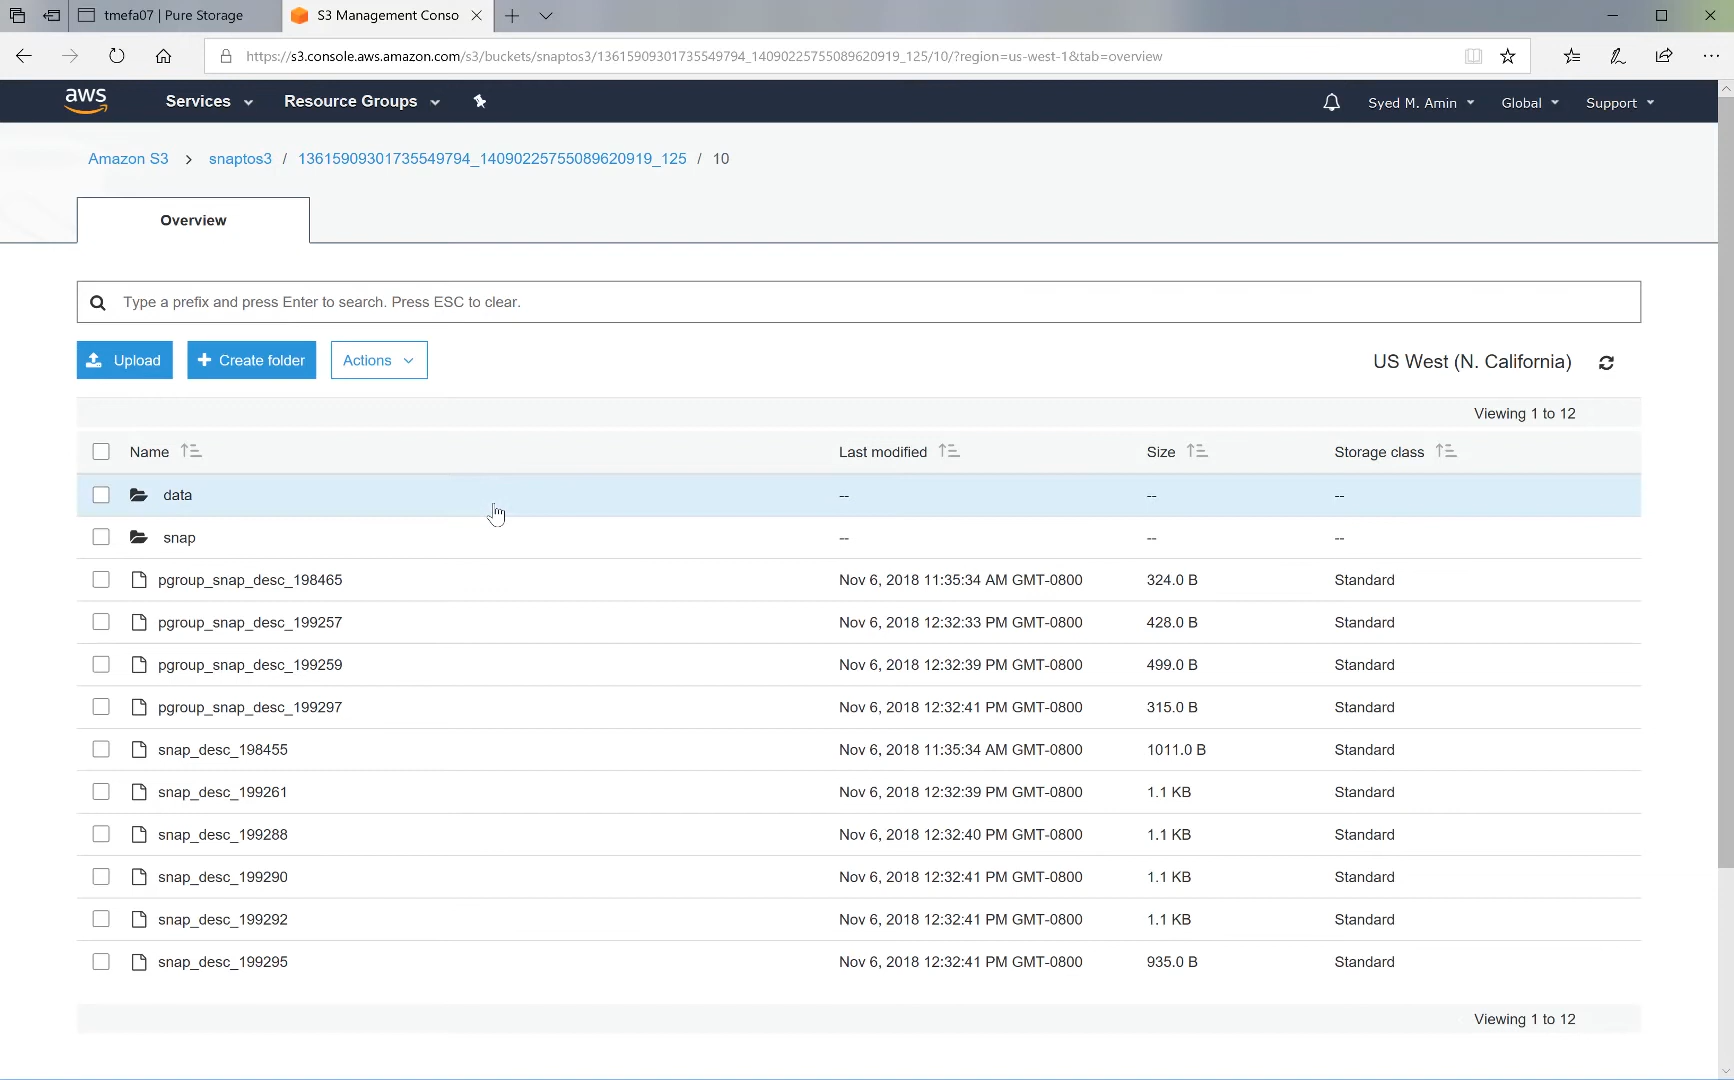 tmefa07 | Pure Storage
S3 Management Conso
https://s3.console.aws.amazon.com/s3/buckets/snaptos3/13615909301735549794_14090225755089620919_125/10/?region=us-west-1&tab=overview
aws Services Resource Groups Syed M. Amin Global Support
Amazon S3 > snaptos3 / 13615909301735549794_14090225755089620919_125 / 10
Overview
Type a prefix and press Enter to search. Press ESC to clear.
Upload + Create folder Actions US West (N. California)
Viewing 1 to 12
Name Last modified Size Storage class
data -- -- --
snap -- -- --
pgroup_snap_desc_198465 Nov 6, 2018 11:35:34 AM GMT-0800 324.0 B Standard
pgroup_snap_desc_199257 Nov 6, 2018 12:32:33 PM GMT-0800 428.0 B Standard
pgroup_snap_desc_199259 Nov 6, 2018 12:32:39 PM GMT-0800 499.0 B Standard
pgroup_snap_desc_199297 Nov 6, 2018 12:32:41 PM GMT-0800 315.0 B Standard
snap_desc_198455 Nov 6, 2018 11:35:34 AM GMT-0800 1011.0 B Standard
snap_desc_199261 Nov 6, 2018 12:32:39 PM GMT-0800 1.1 KB Standard
snap_desc_199288 Nov 6, 2018 12:32:40 PM GMT-0800 1.1 KB Standard
snap_desc_199290 Nov 6, 2018 12:32:41 PM GMT-0800 1.1 KB Standard
snap_desc_199292 Nov 6, 2018 12:32:41 PM GMT-0800 1.1 KB Standard
snap_desc_199295 Nov 6, 2018 12:32:41 PM GMT-0800 935.0 B Standard
Viewing 1 to 12